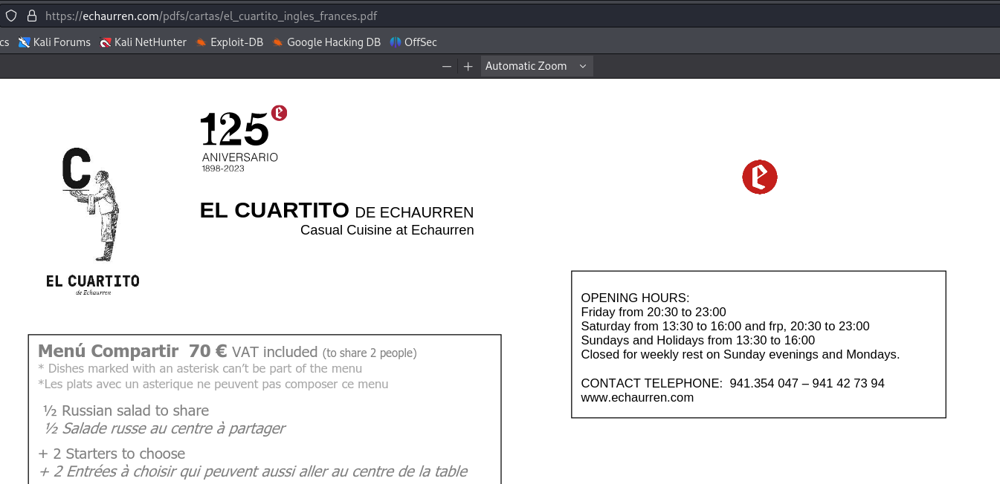 https://echaurren.com/pdfs/cartas/el_cuartito_ingles_frances.pdf
cs Kali Forums Kali NetHunter Exploit-DB Google Hacking DB OffSec
Automatic Zoom
125
ANIVERSARIO
1898-2023
C
EL CUARTITO
de Echaurren
EL CUARTITO DE ECHAURREN
Casual Cuisine at Echaurren
Menú Compartir 70 € VAT included (to share 2 people)
* Dishes marked with an asterisk can't be part of the menu
*Les plats avec un asterique ne peuvent pas composer ce menu
½ Russian salad to share
½ Salade russe au centre à partager
+ 2 Starters to choose
+ 2 Entrées à choisir qui peuvent aussi aller au centre de la table
OPENING HOURS:
Friday from 20:30 to 23:00
Saturday from 13:30 to 16:00 and frp, 20:30 to 23:00
Sundays and Holidays from 13:30 to 16:00
Closed for weekly rest on Sunday evenings and Mondays.
CONTACT TELEPHONE: 941.354 047 – 941 42 73 94
www.echaurren.com